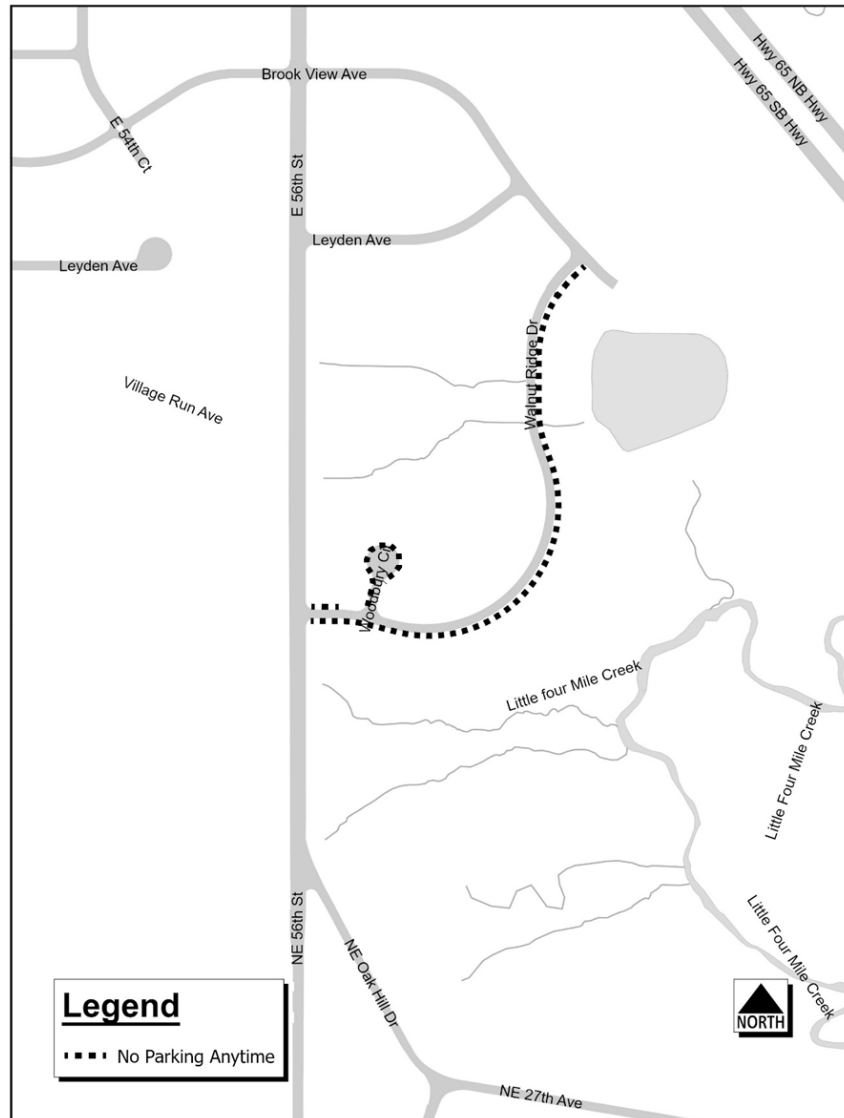 Hwy 65 NB Hwy
Hwy 65 SB Hwy
Brook View Ave
E 54th Ct
E 56th St
Leyden Ave
Leyden Ave
Walnut Ridge Dr
Village Run Ave
Woodbury Cir
Little four Mile Creek
Little Four Mile Creek
Little Four Mile Creek
NE 56th St
NE Oak Hill Dr
Legend
No Parking Anytime
NORTH
NE 27th Ave